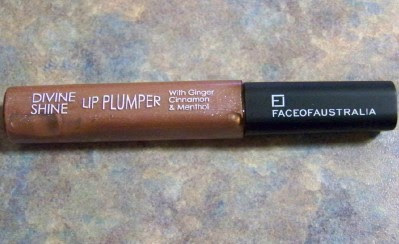 DIVINE
SHINE
LIP PLUMPER
With Ginger
Cinnamon
& Menthol
FACEOFAUSTRALIA